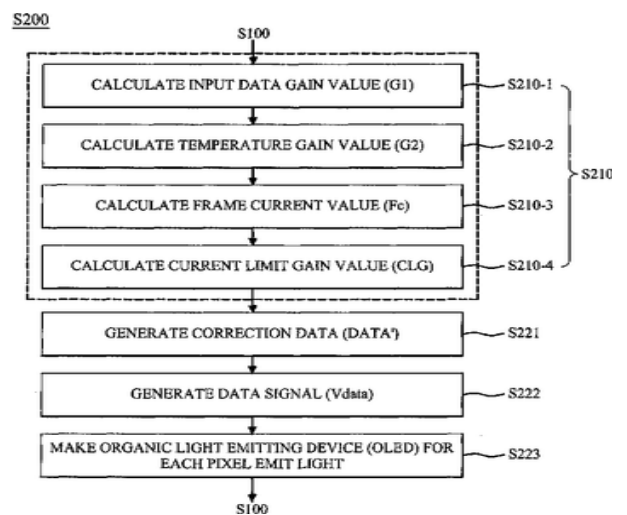 S200
S100
CALCULATE INPUT DATA GAIN VALUE (G1)
S210-1
CALCULATE TEMPERATURE GAIN VALUE (G2)
S210-2
S210
CALCULATE FRAME CURRENT VALUE (Fc)
S210-3
CALCULATE CURRENT LIMIT GAIN VALUE (CLG)
S210-4
GENERATE CORRECTION DATA (DATA')
S221
GENERATE DATA SIGNAL (Vdata)
S222
MAKE ORGANIC LIGHT EMITTING DEVICE (OLED) FOR
EACH PIXEL EMIT LIGHT
S223
S100